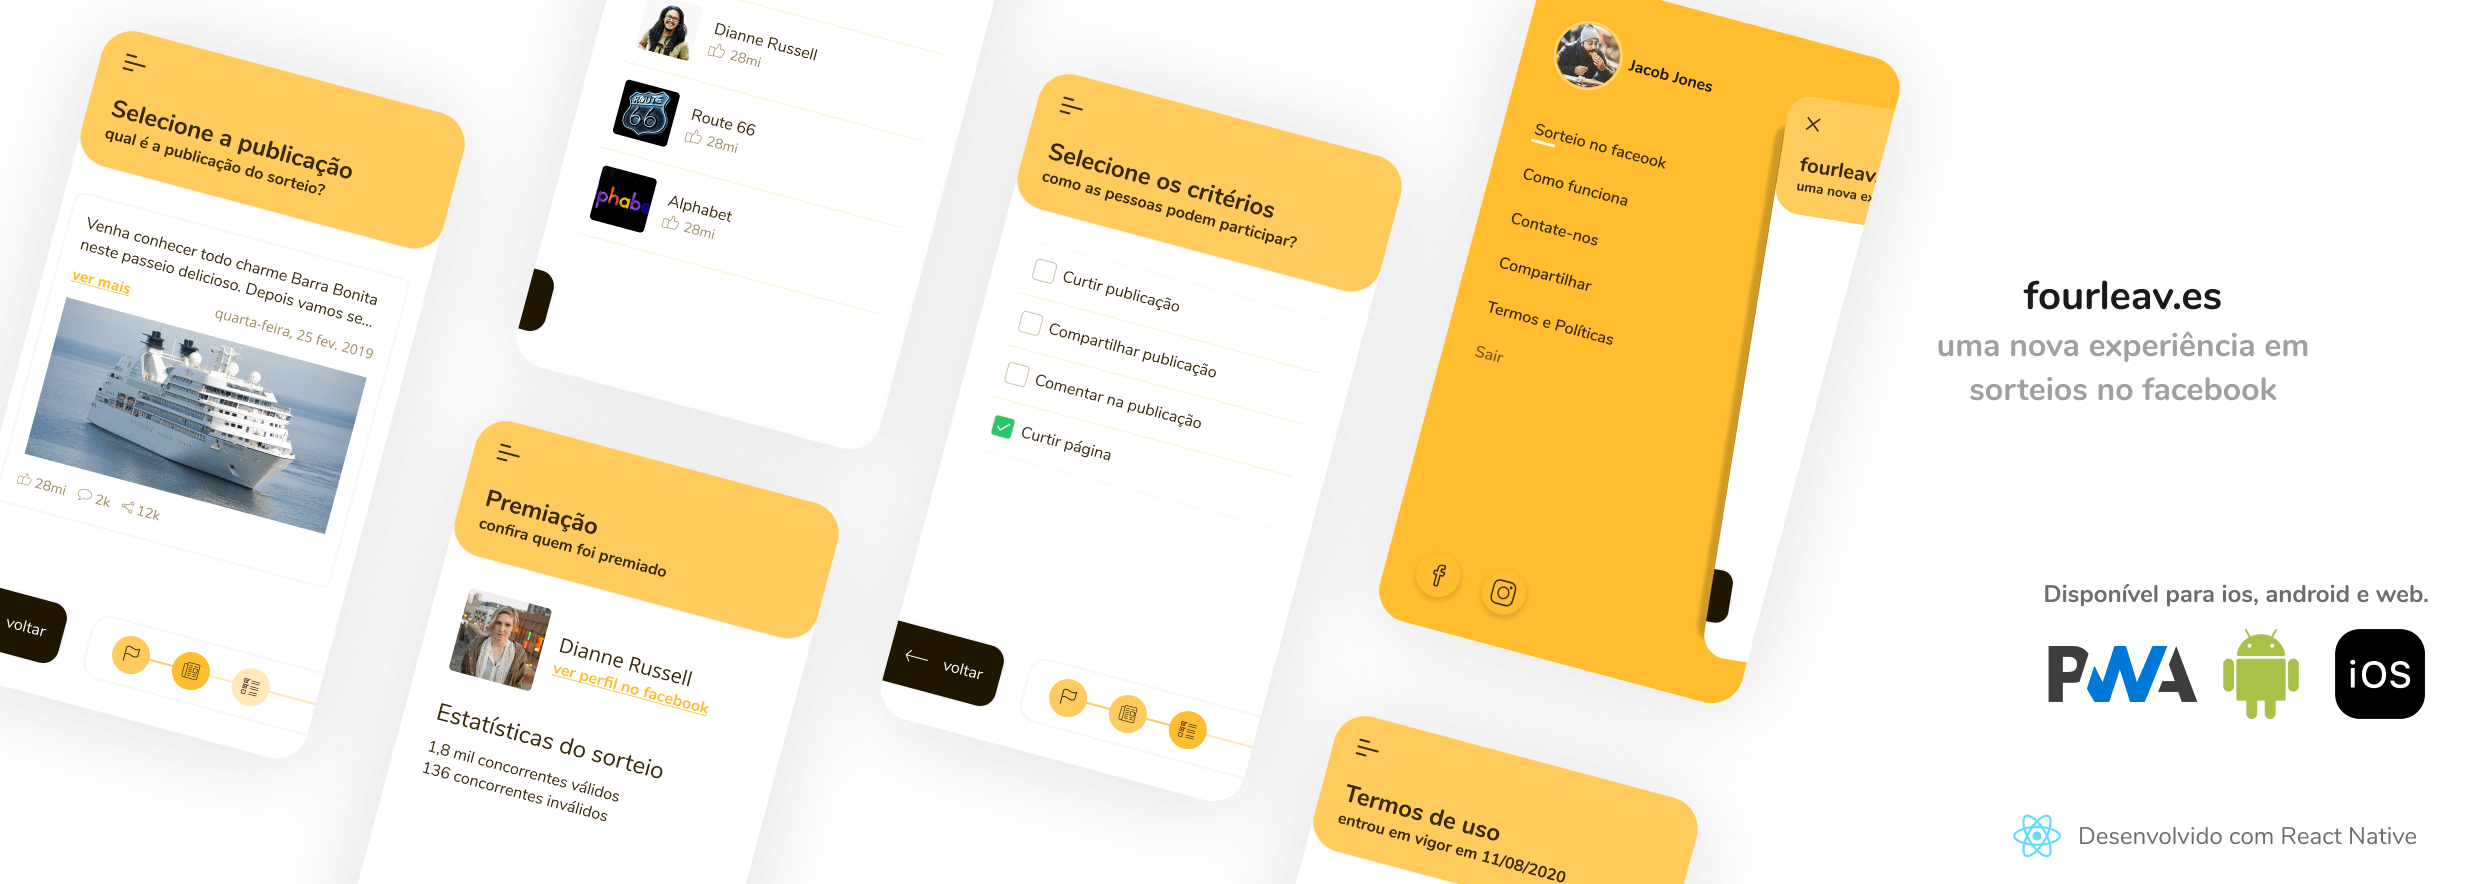 Selecione a publicação
qual é a publicação do sorteio?
Venha conhecer todo charme Barra Bonita
neste passeio delicioso. Depois vamos se...
ver mais
quarta-feira, 25 fev. 2019
28mi 2k 12k
voltar
Dianne Russell
28mi
ROUTE
66
Route 66
28mi
phabe
Alphabet
28mi
Premiação
confira quem foi premiado
Dianne Russell
ver perfil no facebook
Estatísticas do sorteio
1,8 mil concorrentes válidos
136 concorrentes inválidos
Selecione os critérios
como as pessoas podem participar?
Curtir publicação
Compartilhar publicação
Comentar na publicação
Curtir página
voltar
Jacob Jones
Sorteio no faceook
Como funciona
Contate-nos
Compartilhar
Termos e Políticas
Sair
fourleav.
uma nova ex
Termos de uso
entrou em vigor em 11/08/2020
fourleav.es
uma nova experiência em
sorteios no facebook
Disponível para ios, android e web.
PWA
iOS
Desenvolvido com React Native